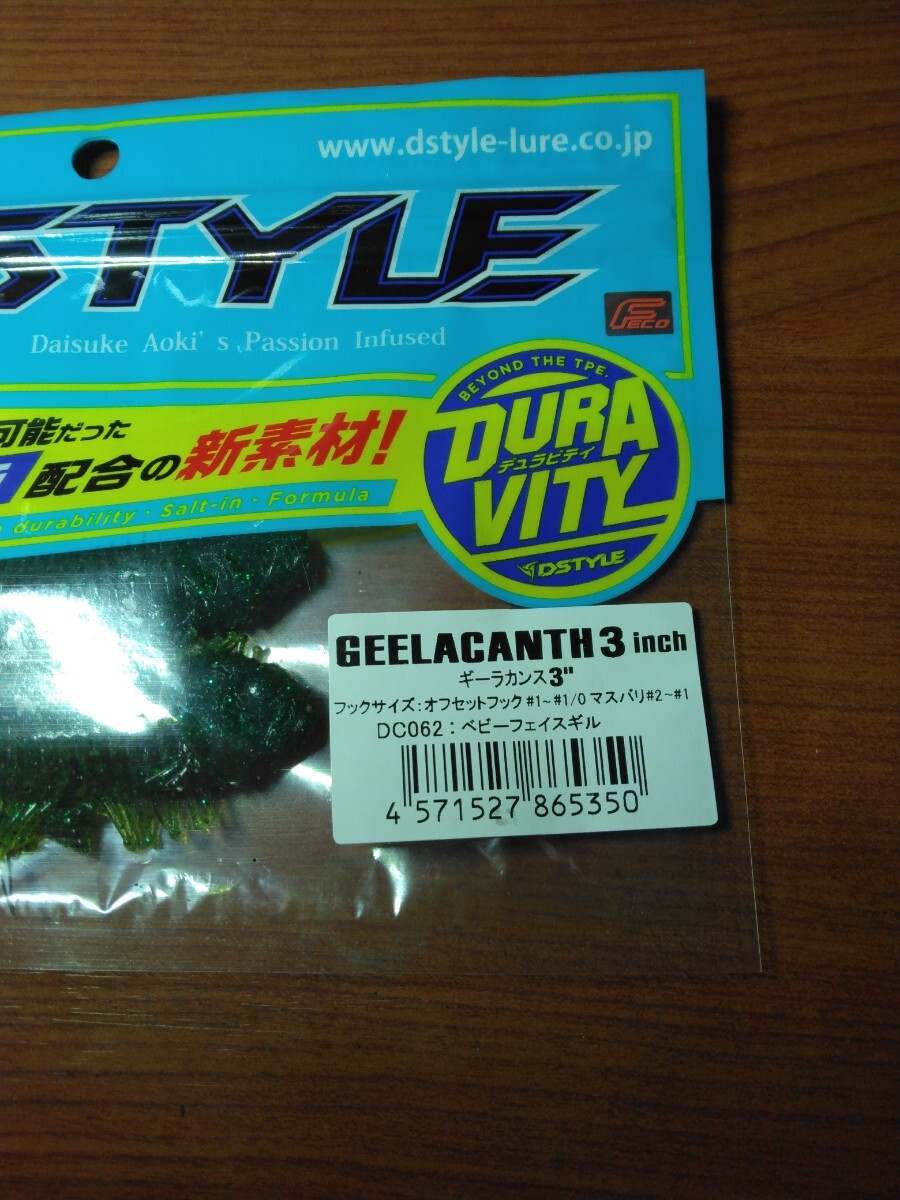 www.dstyle-lure.co.jp
STYLE
FECO
Daisuke Aoki's Passion Infused
BEYOND THE TPE.
DURA
デュラビティ
VITY
DSTYLE
可能だった
配合の新素材!
durability・Salt-in・Formula
GEELACANTH 3 inch
ギーラカンス3"
フックサイズ:オフセットフック#1~#1/0 マスバリ#2~#1
DC062:ベビーフェイスギル
4 571527 865350